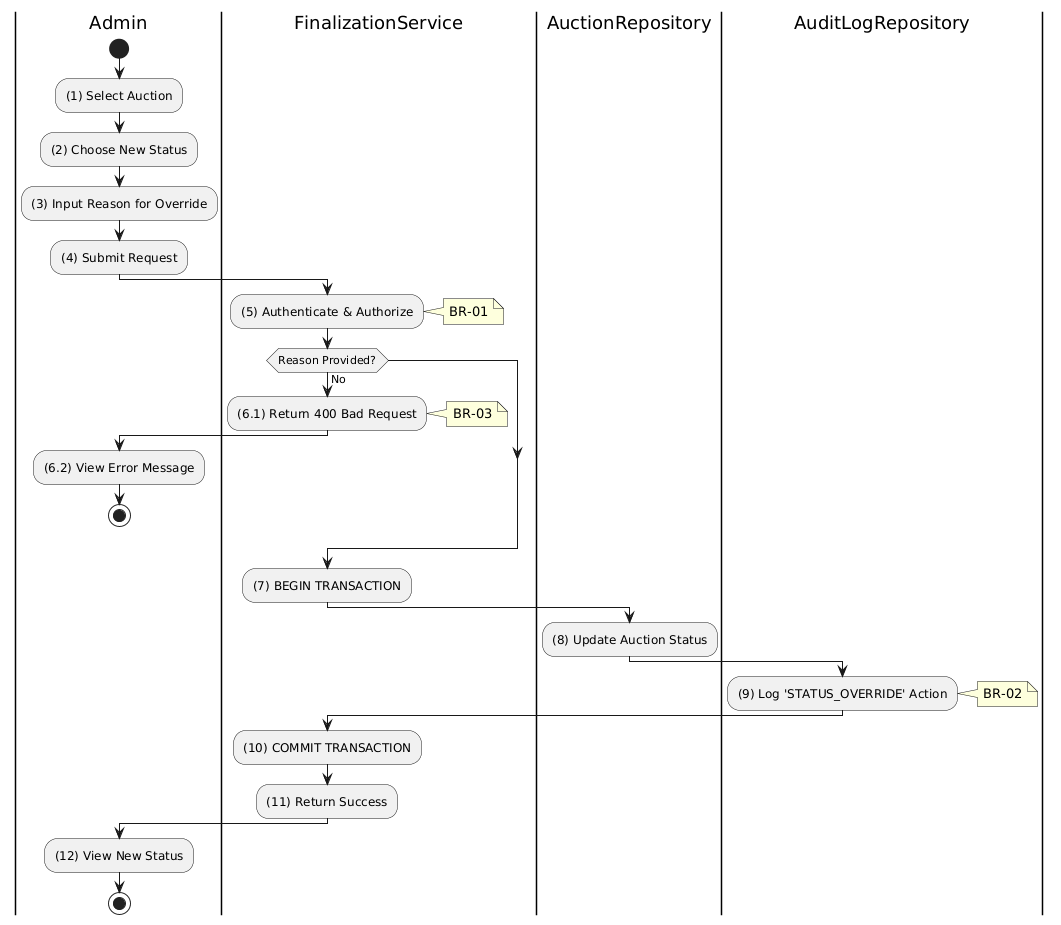 Admin
FinalizationService
AuctionRepository
AuditLogRepository
(1) Select Auction
(2) Choose New Status
(3) Input Reason for Override
(4) Submit Request
(5) Authenticate & Authorize
BR-01
Reason Provided?
No
(6.1) Return 400 Bad Request
BR-03
(6.2) View Error Message
(7) BEGIN TRANSACTION
(8) Update Auction Status
(9) Log 'STATUS_OVERRIDE' Action
BR-02
(10) COMMIT TRANSACTION
(11) Return Success
(12) View New Status